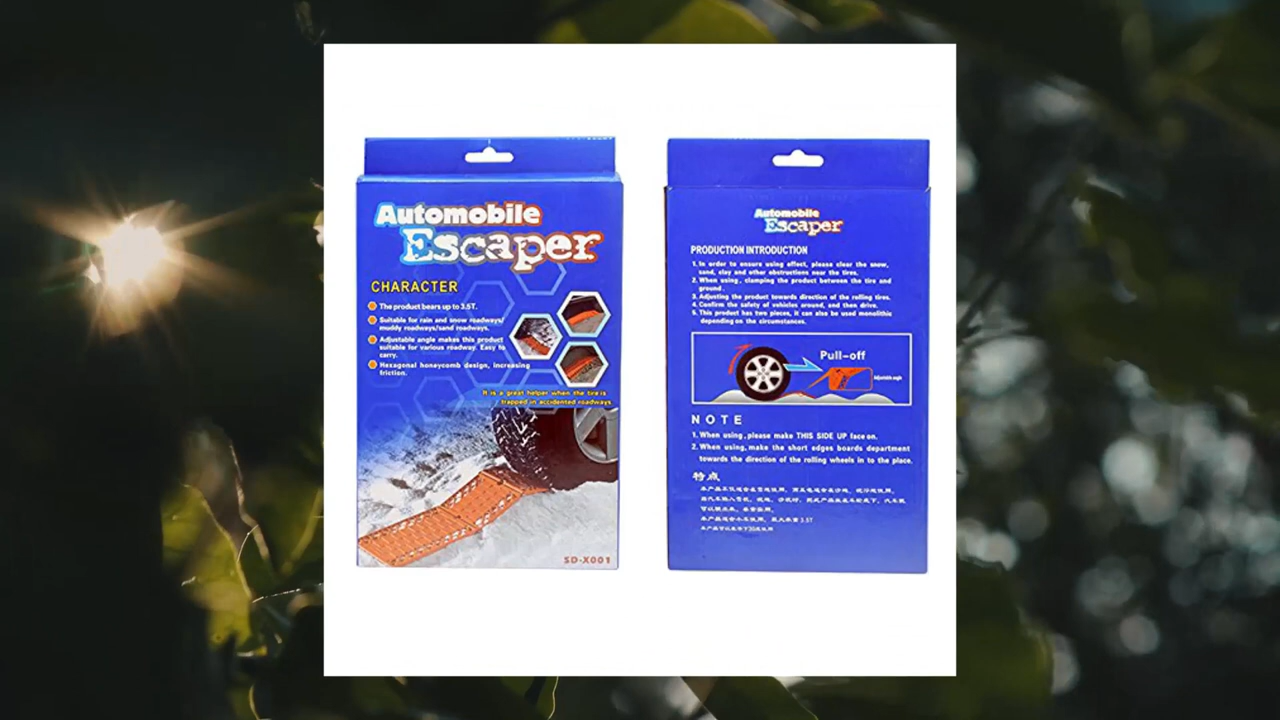 Automobile
Escaper
CHARACTER
The product bears up to 3.5T.
Suitable for rain and snow roadways/
muddy roadways/sand roadways.
Adjustable angle makes this product
suitable for various roadway. Easy to
carry.
Hexagonal honeycomb design, increasing
friction.
It is a great helper when the tire is
trapped in accidented roadways
SD-X001
Automobile
Escaper
PRODUCTION INTRODUCTION
1. In order to ensure using effect, please clear the snow,
sand, clay and other obstructions near the tires.
2. When using, clamping the product between the tire and
ground.
3. Adjusting the product towards direction of the rolling tires.
4. Confirm the safety of vehicles around, and then drive.
5. This product has two pieces, it can also be used monolithic
depending on the circumstances.
Pull-off
Adjustable angle
NOTE
1. When using, please make THIS SIDE UP face on.
2. When using, make the short edges boards department
towards the direction of the rolling wheels in to the place.
特点
3.5T